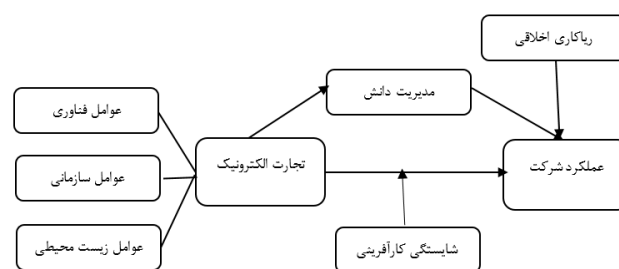 ریاکاری اخلاقی
مدیریت دانش
عوامل فناوری
تجارت الکترونیک
عملکرد شرکت
عوامل سازمانی
عوامل زیست محیطی
شایستگی کارآفرینی